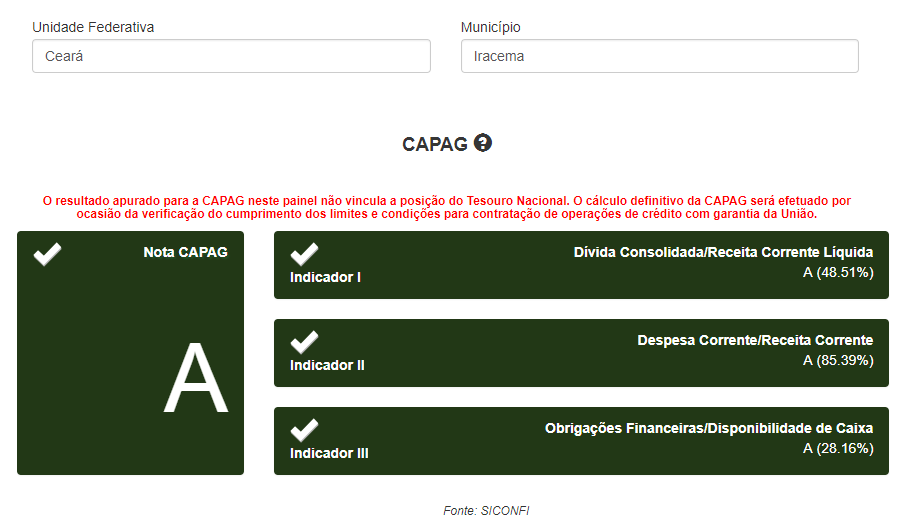 Unidade Federativa
Município
Ceará
Iracema
CAPAG ?
O resultado apurado para a CAPAG neste painel não vincula a posição do Tesouro Nacional. O cálculo definitivo da CAPAG será efetuado por
ocasião da verificação do cumprimento dos limites e condições para contratação de operações de crédito com garantia da União.
Nota CAPAG
A
Dívida Consolidada/Receita Corrente Líquida
A (48.51%)
Indicador I
Despesa Corrente/Receita Corrente
A (85.39%)
Indicador II
Obrigações Financeiras/Disponibilidade de Caixa
A (28.16%)
Indicador III
Fonte: SICONFI